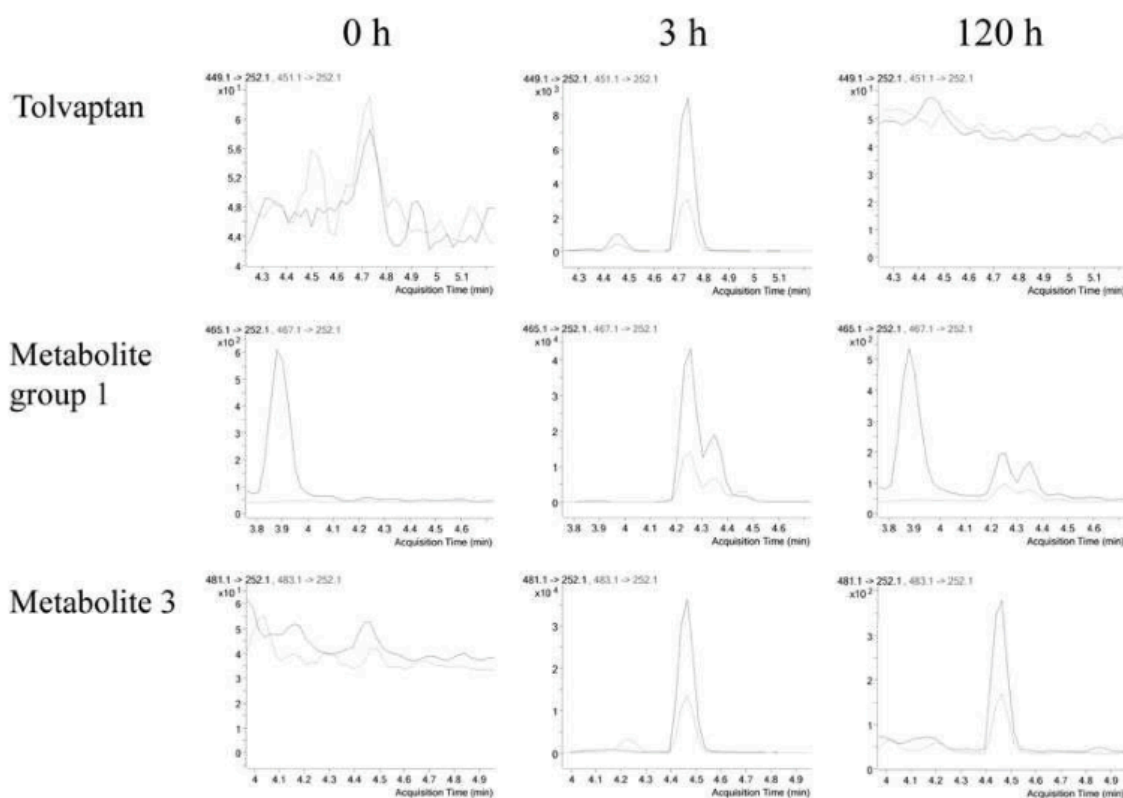 0 h
3 h
120 h
Tolvaptan
449.1 -> 252.1 , 451.1 -> 252.1
x10 1
6
5.6
5.2
4.8
4.4
4
4.3 4.4 4.5 4.6 4.7 4.8 4.9 5 5.1
Acquisition Time (min)
449.1 -> 252.1 , 451.1 -> 252.1
x10 3
8
6
4
2
0
4.3 4.4 4.5 4.6 4.7 4.8 4.9 5 5.1
Acquisition Time (min)
449.1 -> 252.1 , 451.1 -> 252.1
x10 1
5
4
3
2
1
0
4.3 4.4 4.5 4.6 4.7 4.8 4.9 5 5.1
Acquisition Time (min)
Metabolite
group 1
465.1 -> 252.1 , 467.1 -> 252.1
x10 2
6
5
4
3
2
1
0
3.8 3.9 4 4.1 4.2 4.3 4.4 4.5 4.6
Acquisition Time (min)
465.1 -> 252.1 , 467.1 -> 252.1
x10 4
4
3
2
1
0
3.8 3.9 4 4.1 4.2 4.3 4.4 4.5 4.6
Acquisition Time (min)
465.1 -> 252.1 , 467.1 -> 252.1
x10 2
5
4
3
2
1
0
3.8 3.9 4 4.1 4.2 4.3 4.4 4.5 4.6
Acquisition Time (min)
Metabolite 3
481.1 -> 252.1 , 483.1 -> 252.1
x10 1
6
5
4
3
2
1
0
4 4.1 4.2 4.3 4.4 4.5 4.6 4.7 4.8 4.9
Acquisition Time (min)
481.1 -> 252.1 , 483.1 -> 252.1
x10 4
3
2
1
0
4 4.1 4.2 4.3 4.4 4.5 4.6 4.7 4.8 4.9
Acquisition Time (min)
481.1 -> 252.1 , 483.1 -> 252.1
x10 2
3
2
1
0
4 4.1 4.2 4.3 4.4 4.5 4.6 4.7 4.8 4.9
Acquisition Time (min)